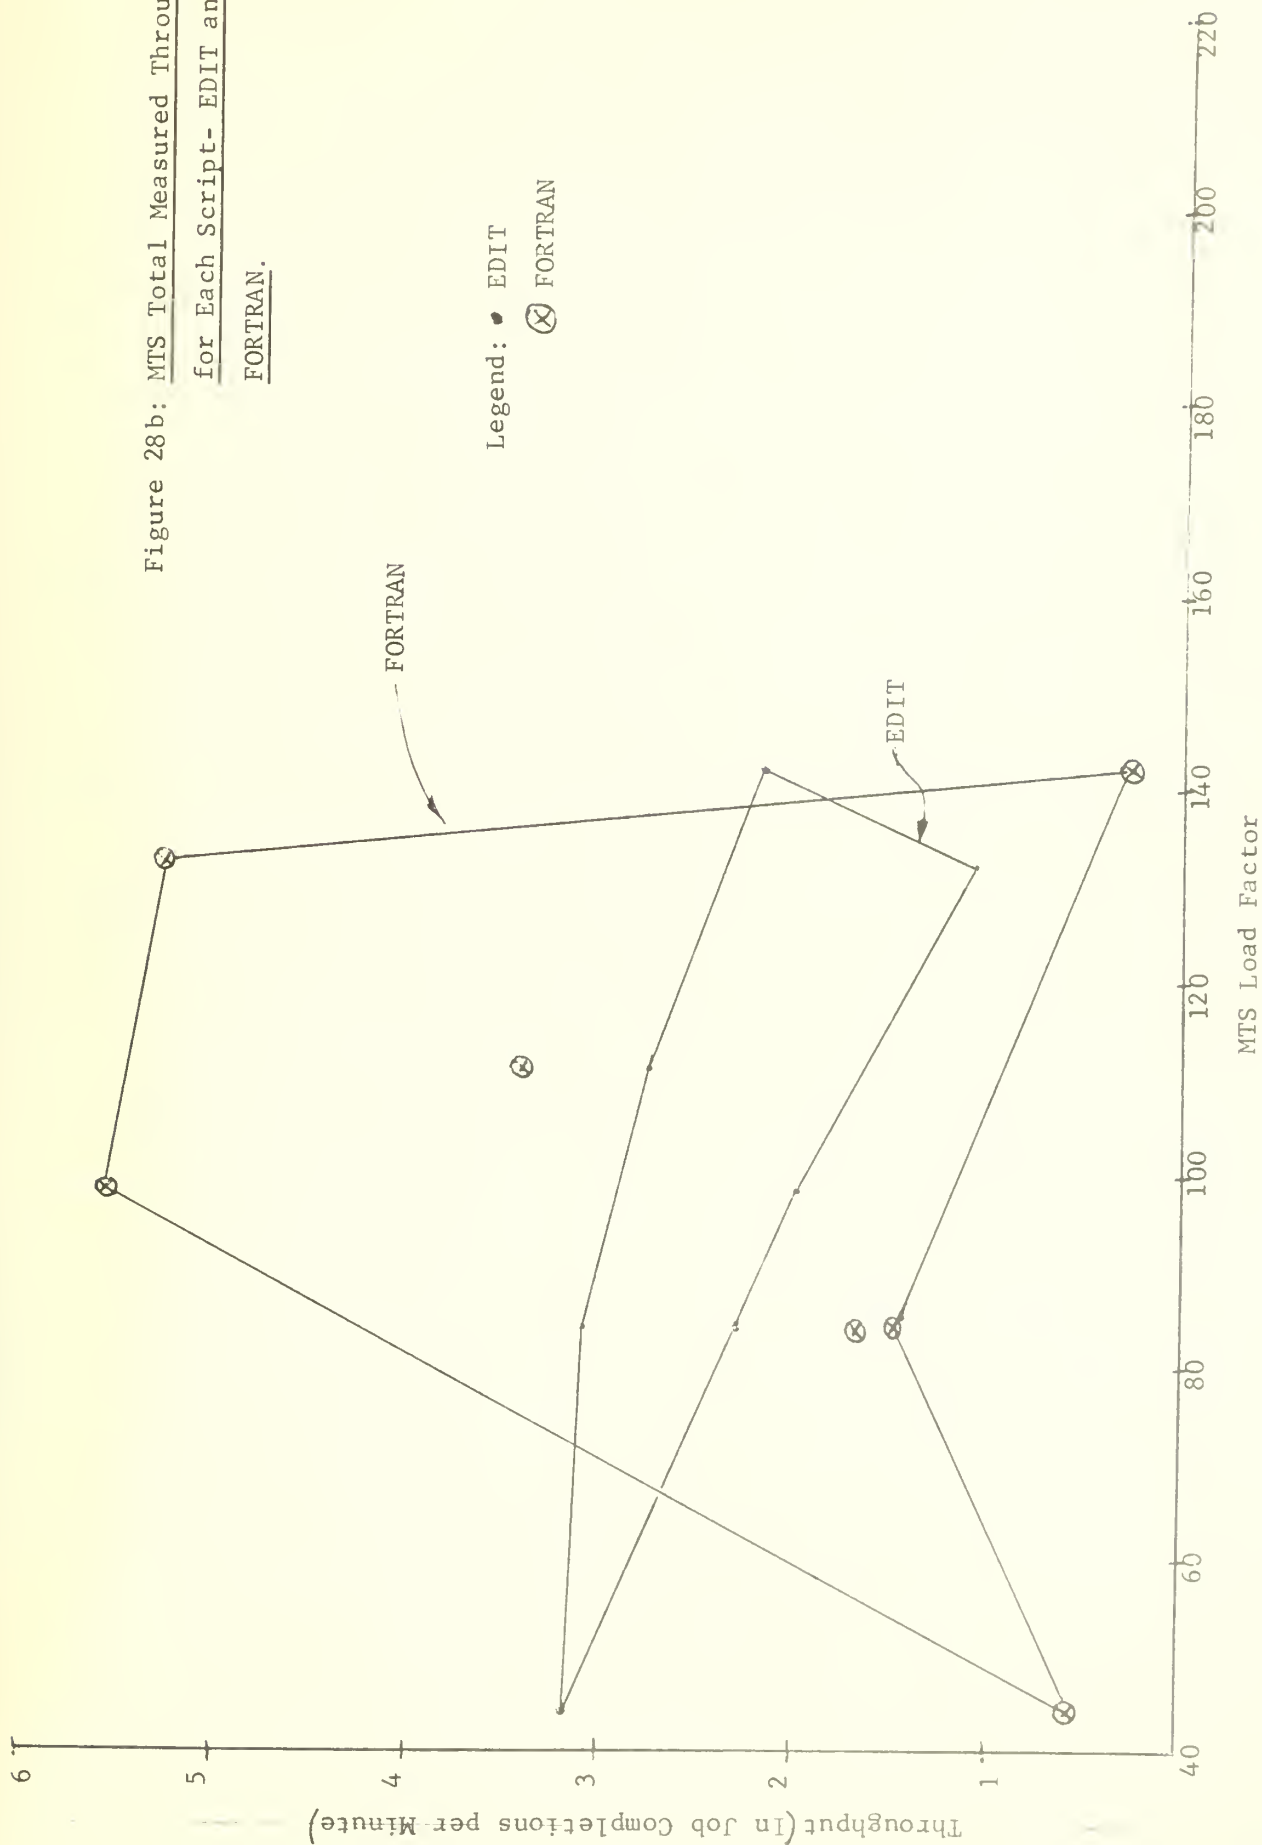 Figure 28b: MTS Total Measured
for Each Script- EDIT
FORTRAN.
Legend: • EDIT
⊗ FORTRAN
FORTRAN
EDIT
6
5
4
3
2
1
Throughput(In Job Completions per Minute)
40
60
80
100
120
140
160
180
200
220
MTS Load Factor